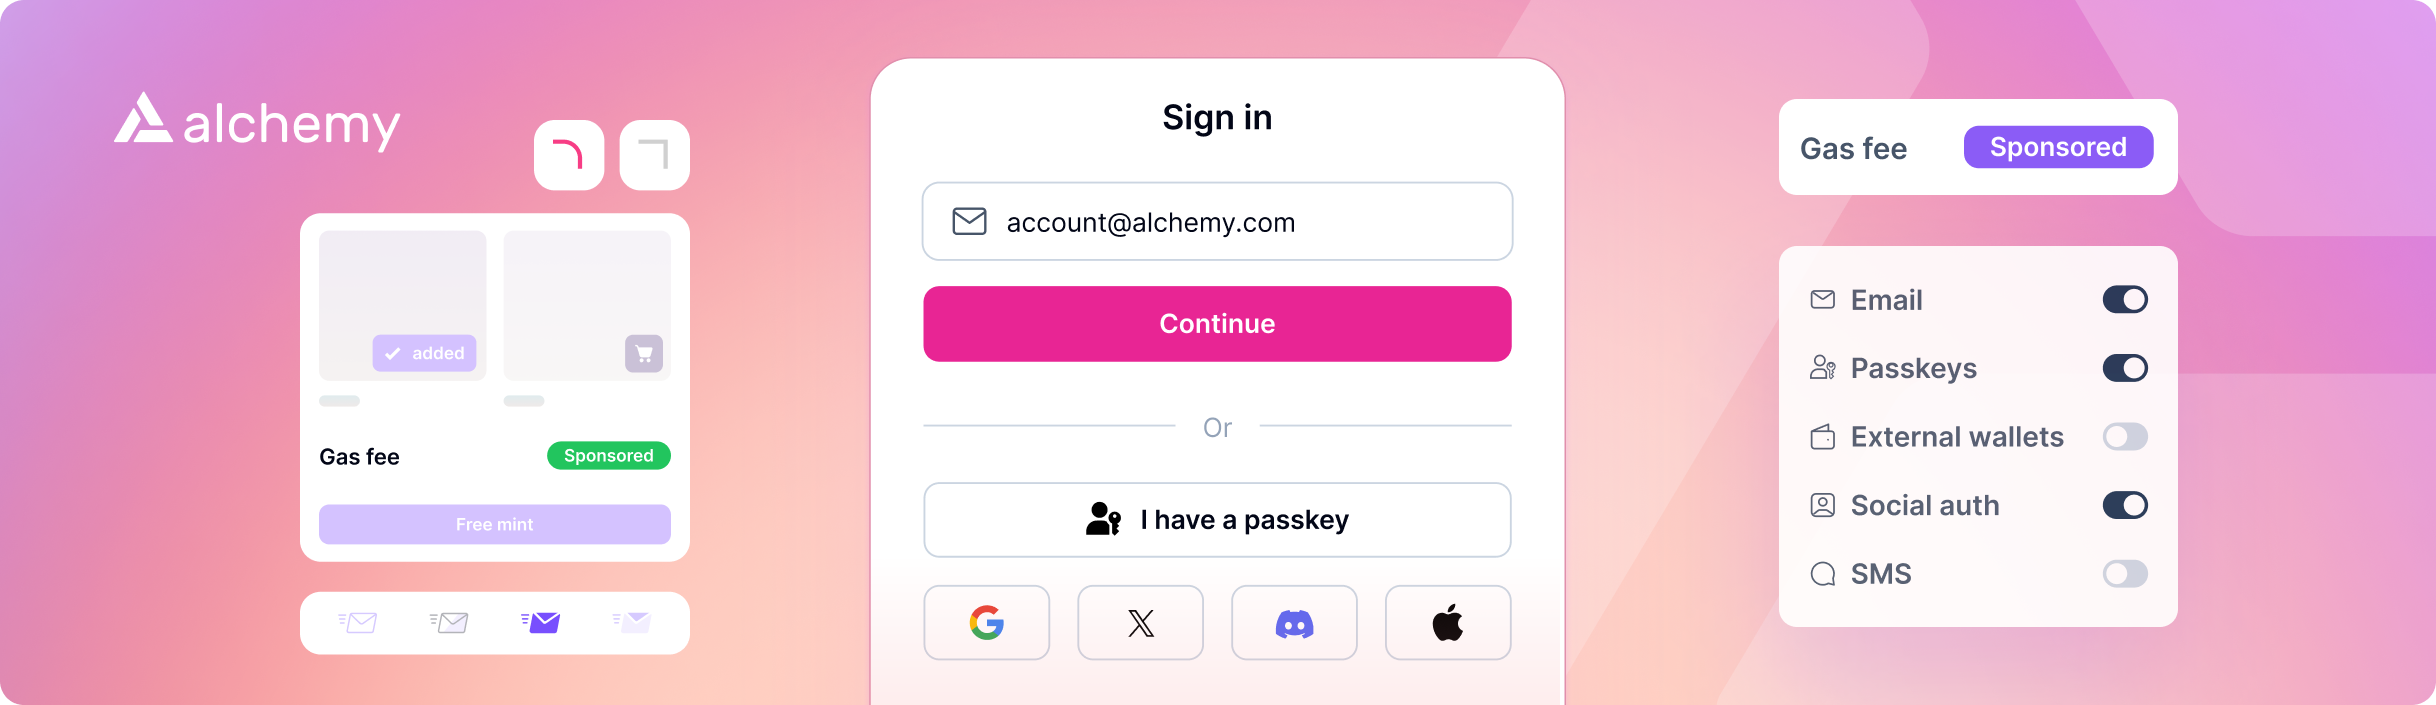 alchemy
added
Gas fee
Sponsored
Free mint
Sign in
account@alchemy.com
Continue
Or
I have a passkey
Gas fee
Sponsored
Email
Passkeys
External wallets
Social auth
SMS